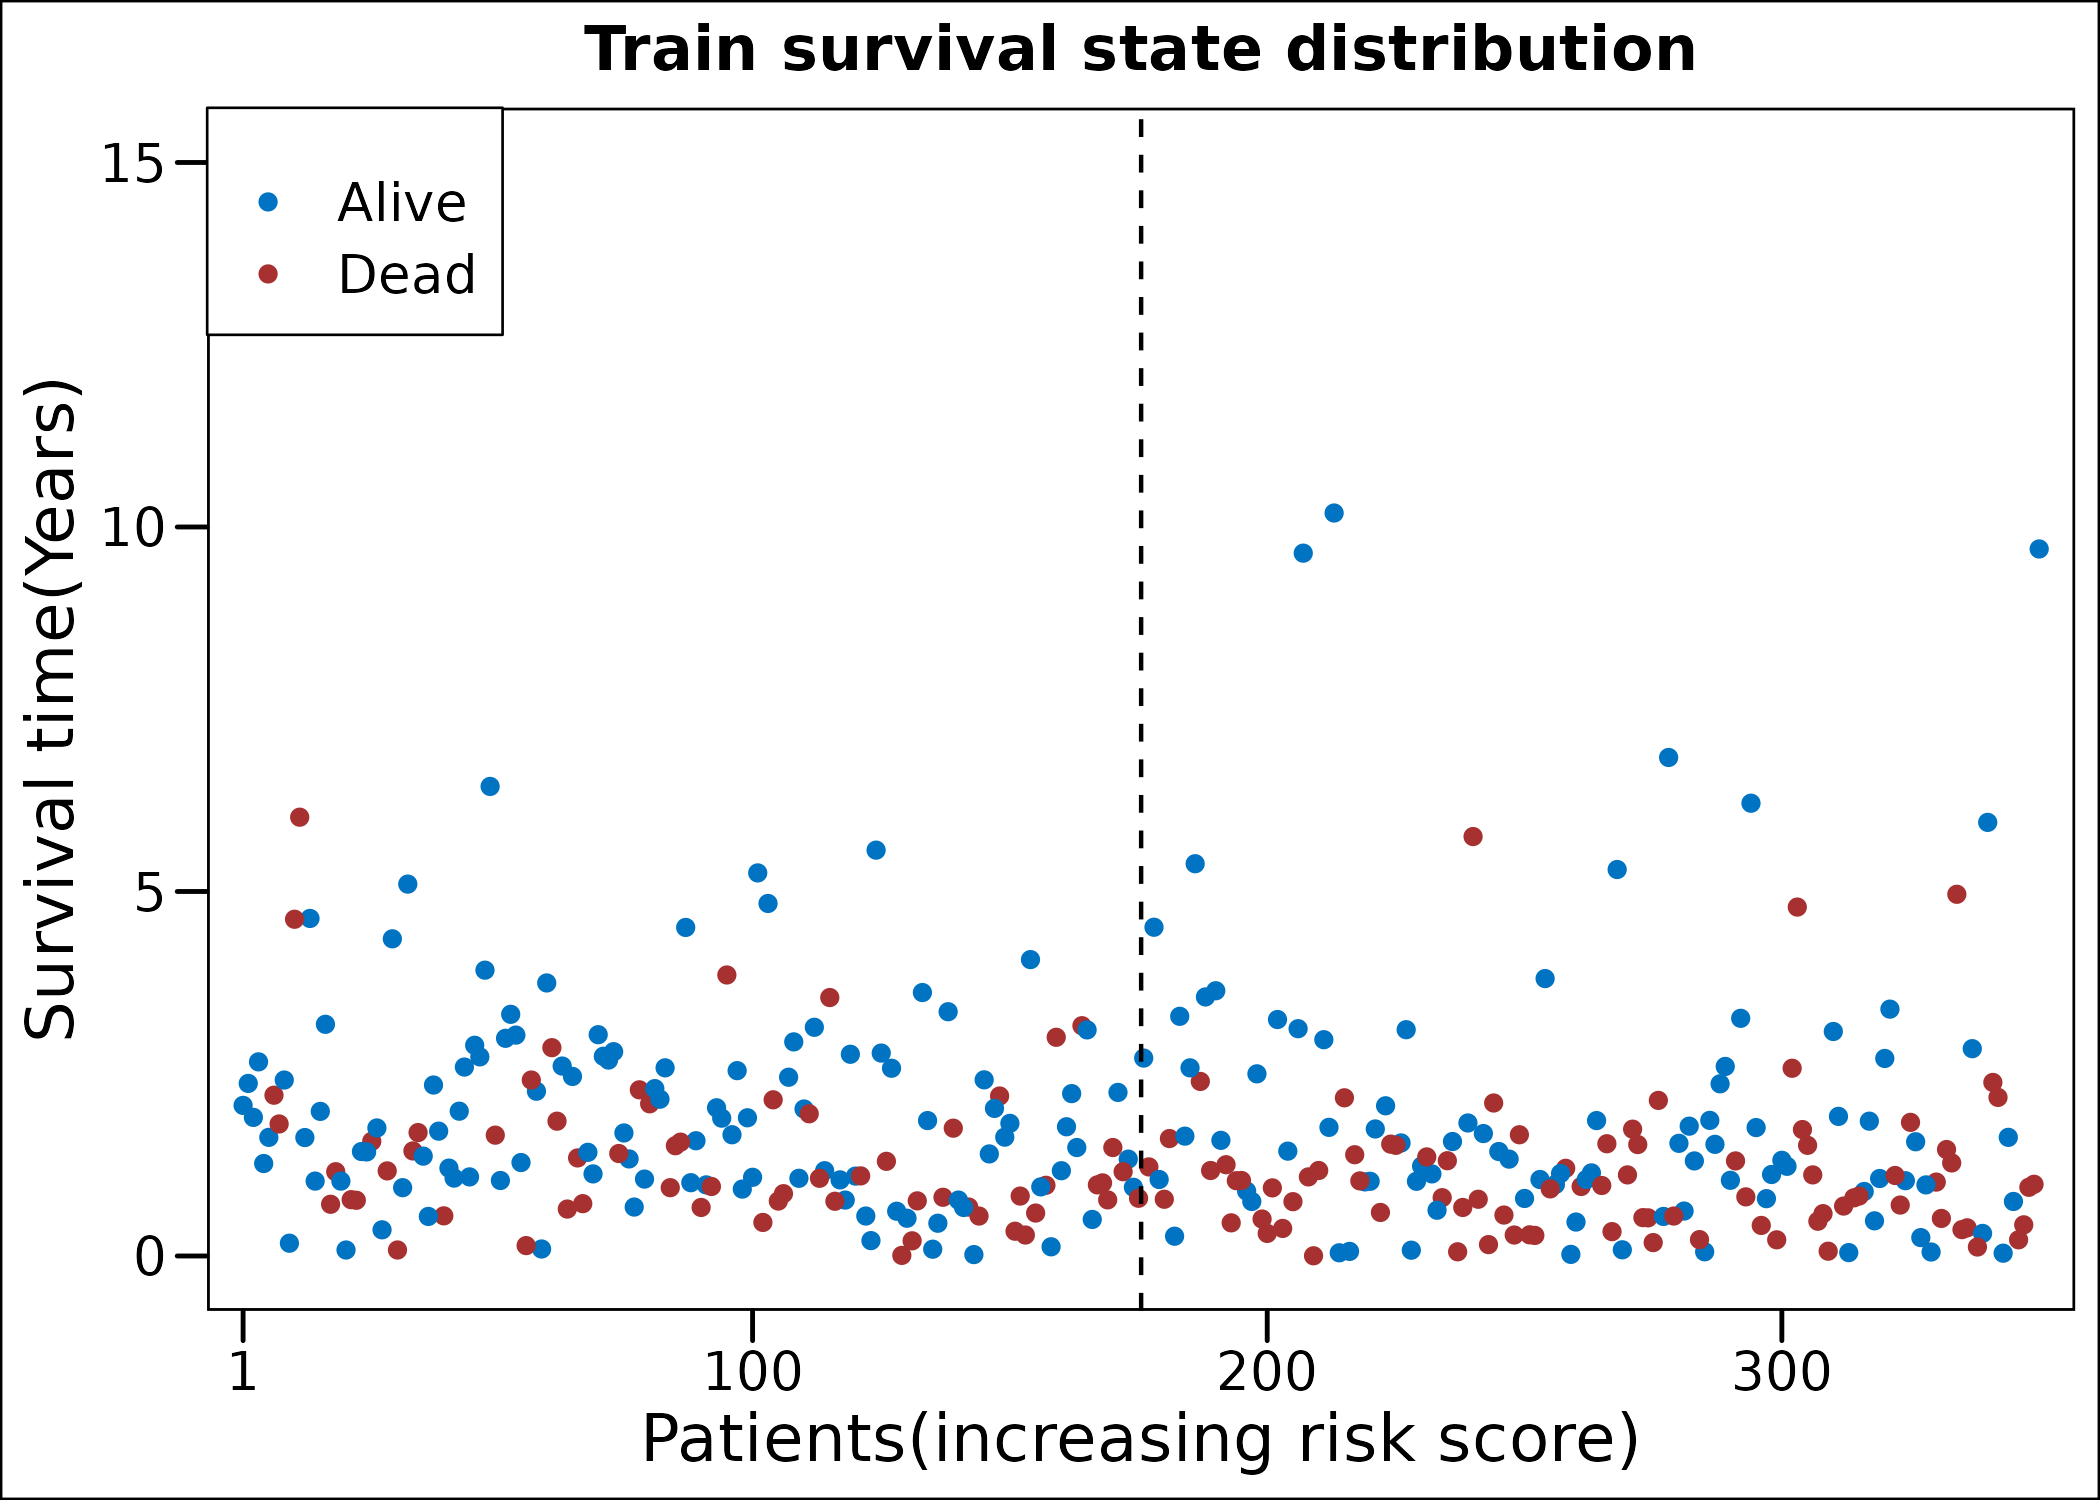 Train survival state distribution
15
Alive
Dead
10
5
0
Survival time(Years)
1 100 200 300
Patients(increasing risk score)